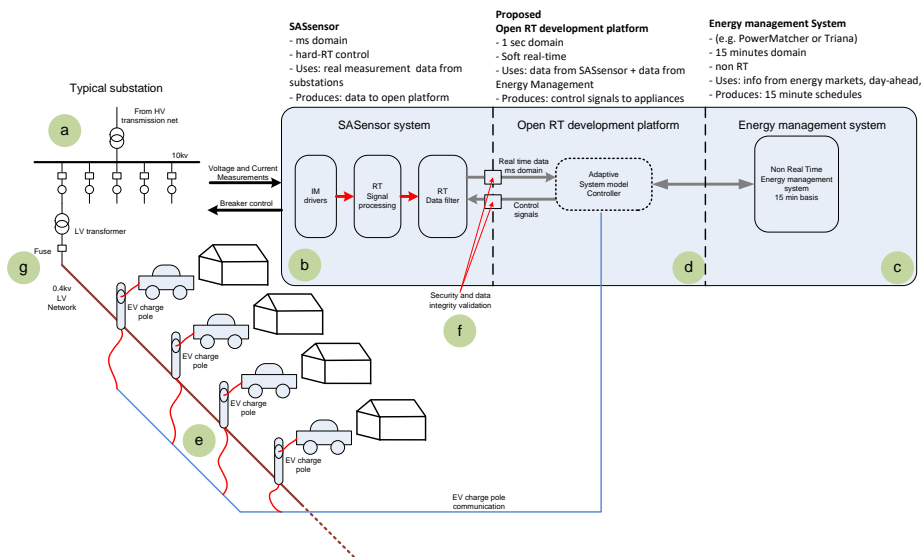 SASsensor
- ms domain
- hard-RT control
- Uses: real measurement data from
substations
- Produces: data to open platform
Proposed
Open RT development platform
- 1 sec domain
- Soft real-time
- Uses: data from SASsensor + data from
Energy Management
- Produces: control signals to appliances
Energy management System
- (e.g. PowerMatcher or Triana)
- 15 minutes domain
- non RT
- Uses: info from energy markets, day-ahead,
- Produces: 15 minute schedules
Typical substation
a
From HV
transmission net
10kv
LV transformer
Fuse
g
0.4kv
LV
Network
Voltage and Current
Measurements
Breaker control
SASensor system
Open RT development platform
Energy management system
IM
drivers
RT
Signal
processing
RT
Data filter
Real time data
ms domain
Control
signals
Adaptive
System model
Controller
Non Real Time
Energy management
system
15 min basis
b
d
c
Security and data
integrity validation
f
EV charge
pole
EV charge
pole
EV charge
pole
EV charge
pole
e
EV charge pole
communication